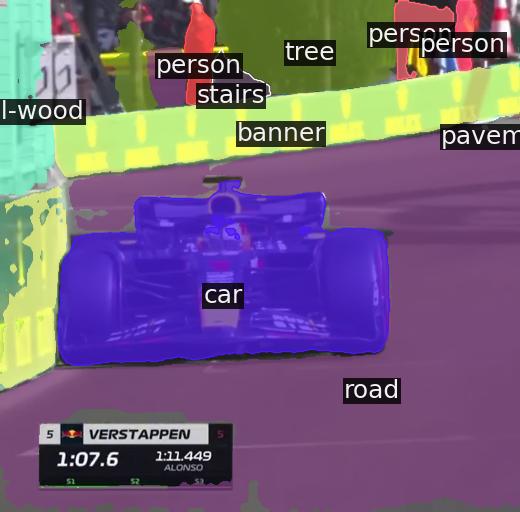 person
tree
person
person
stairs
l-wood
banner
pavem
car
road
5 VERSTAPPEN 5
1:07.6 1:11.449
ALONSO
S1 S2 S3